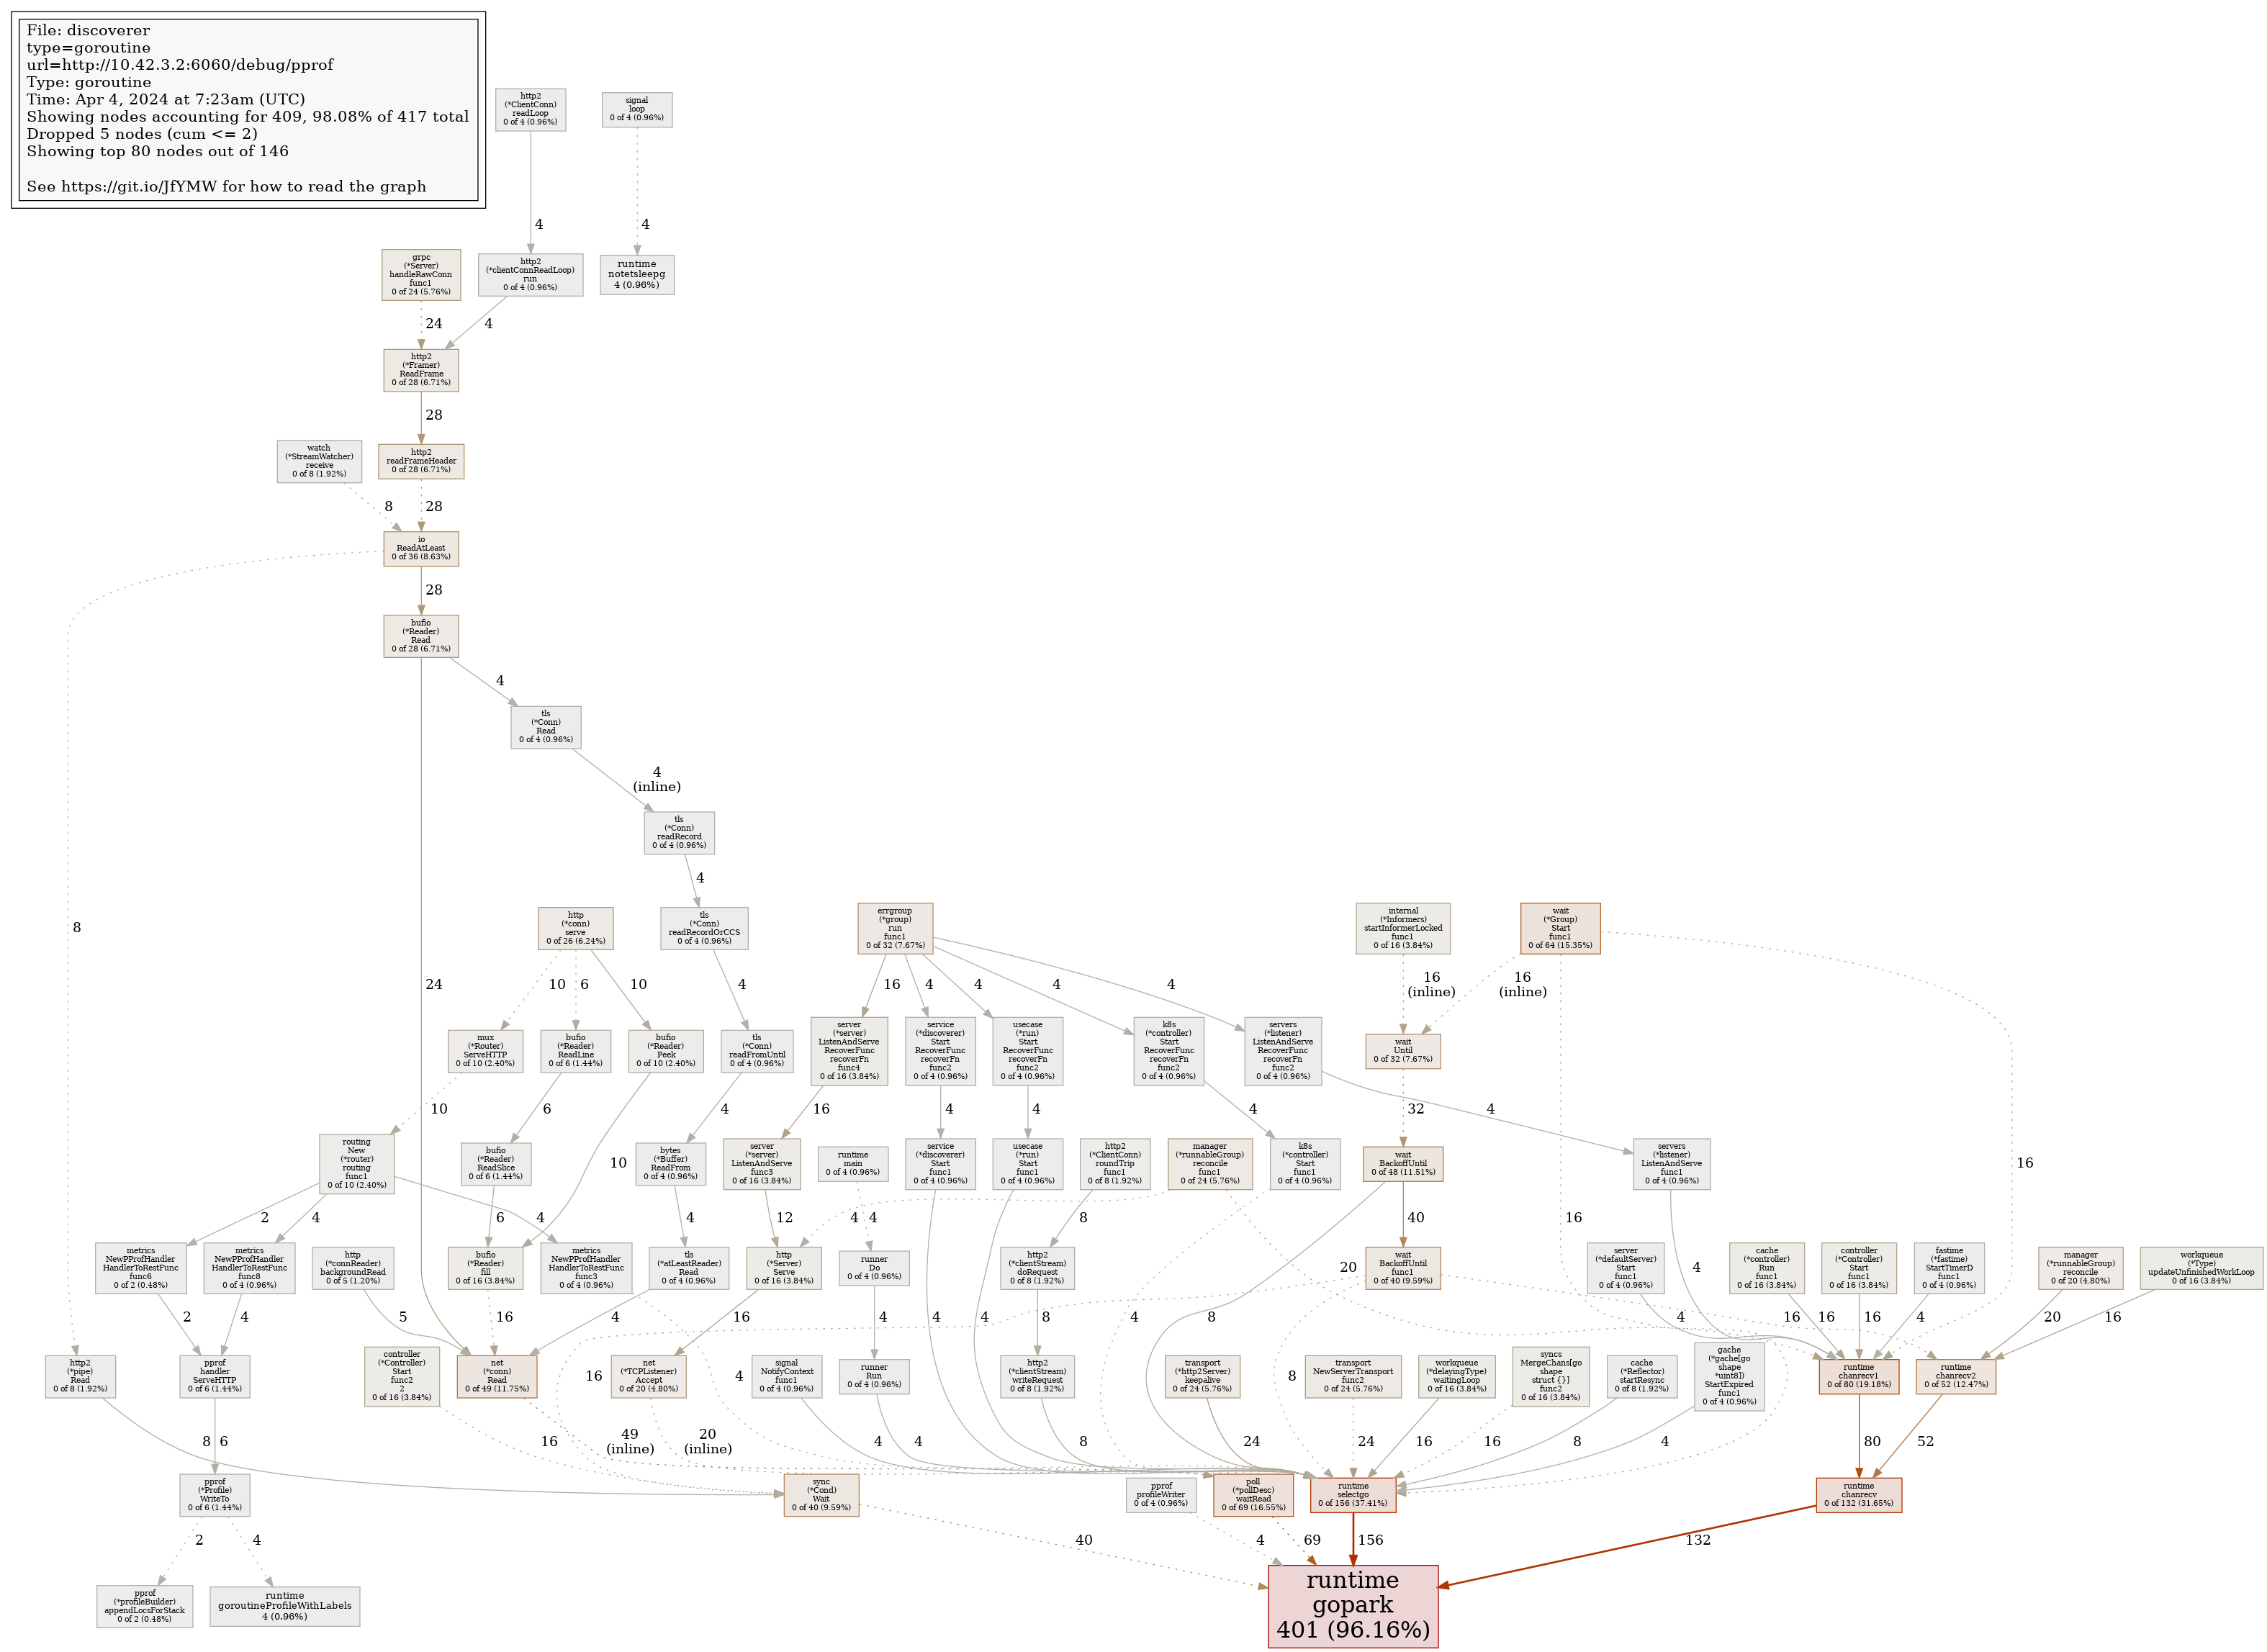 File: discoverer
type=goroutine
url=http://10.42.3.2:6060/debug/pprof
Type: goroutine
Time: Apr 4, 2024 at 7:23am (UTC)
Showing nodes accounting for 409, 98.08% of 417 total
Dropped 5 nodes (cum <= 2)
Showing top 80 nodes out of 146
See https://git.io/JfYMW for how to read the graph
http2
(*ClientConn)
readLoop
0 of 4 (0.96%)
signal
loop
0 of 4 (0.96%)
4
4
grpc
(*Server)
handleRawConn
func1
0 of 24 (5.76%)
http2
(*clientConnReadLoop)
run
0 of 4 (0.96%)
runtime
notetsleepg
4 (0.96%)
24
4
http2
(*Framer)
ReadFrame
0 of 28 (6.71%)
28
watch
(*StreamWatcher)
receive
0 of 8 (1.92%)
http2
readFrameHeader
0 of 28 (6.71%)
8
28
io
ReadAtLeast
0 of 36 (8.63%)
28
bufio
(*Reader)
Read
0 of 28 (6.71%)
4
tls
(*Conn)
Read
0 of 4 (0.96%)
4
(inline)
tls
(*Conn)
readRecord
0 of 4 (0.96%)
4
8
http
(*conn)
serve
0 of 26 (6.24%)
tls
(*Conn)
readRecordOrCCS
0 of 4 (0.96%)
errgroup
(*group)
run
func1
0 of 32 (7.67%)
internal
(*Informers)
startInformerLocked
func1
0 of 16 (3.84%)
wait
(*Group)
Start
func1
0 of 64 (15.35%)
24
10
6
10
4
16
4
4
4
4
16
(inline)
16
(inline)
mux
(*Router)
ServeHTTP
0 of 10 (2.40%)
bufio
(*Reader)
ReadLine
0 of 6 (1.44%)
bufio
(*Reader)
Peek
0 of 10 (2.40%)
tls
(*Conn)
readFromUntil
0 of 4 (0.96%)
server
(*server)
ListenAndServe
RecoverFunc
recoverFn
func4
0 of 16 (3.84%)
service
(*discoverer)
Start
RecoverFunc
recoverFn
func2
0 of 4 (0.96%)
usecase
(*run)
Start
RecoverFunc
recoverFn
func2
0 of 4 (0.96%)
k8s
(*controller)
Start
RecoverFunc
recoverFn
func2
0 of 4 (0.96%)
servers
(*listener)
ListenAndServe
RecoverFunc
recoverFn
func2
0 of 4 (0.96%)
wait
Until
0 of 32 (7.67%)
10
6
4
16
4
4
4
4
32
16
routing
New
(*router)
routing
func1
0 of 10 (2.40%)
bufio
(*Reader)
ReadSlice
0 of 6 (1.44%)
10
bytes
(*Buffer)
ReadFrom
0 of 4 (0.96%)
server
(*server)
ListenAndServe
func3
0 of 16 (3.84%)
runtime
main
0 of 4 (0.96%)
service
(*discoverer)
Start
func1
0 of 4 (0.96%)
usecase
(*run)
Start
func1
0 of 4 (0.96%)
http2
(*ClientConn)
roundTrip
func1
0 of 8 (1.92%)
manager
(*runnableGroup)
reconcile
func1
0 of 24 (5.76%)
k8s
(*controller)
Start
func1
0 of 4 (0.96%)
wait
BackoffUntil
0 of 48 (11.51%)
servers
(*listener)
ListenAndServe
func1
0 of 4 (0.96%)
2
4
6
4
4
12
4
4
8
40
16
metrics
NewPProfHandler
HandlerToRestFunc
func6
0 of 2 (0.48%)
metrics
NewPProfHandler
HandlerToRestFunc
func8
0 of 4 (0.96%)
http
(*connReader)
backgroundRead
0 of 5 (1.20%)
bufio
(*Reader)
fill
0 of 16 (3.84%)
metrics
NewPProfHandler
HandlerToRestFunc
func3
0 of 4 (0.96%)
tls
(*atLeastReader)
Read
0 of 4 (0.96%)
http
(*Server)
Serve
0 of 16 (3.84%)
runner
Do
0 of 4 (0.96%)
http2
(*clientStream)
doRequest
0 of 8 (1.92%)
20
wait
BackoffUntil
func1
0 of 40 (9.59%)
server
(*defaultServer)
Start
func1
0 of 4 (0.96%)
4
cache
(*controller)
Run
func1
0 of 16 (3.84%)
controller
(*Controller)
Start
func1
0 of 16 (3.84%)
fastime
(*fastime)
StartTimerD
func1
0 of 4 (0.96%)
manager
(*runnableGroup)
reconcile
0 of 20 (4.80%)
workqueue
(*Type)
updateUnfinishedWorkLoop
0 of 16 (3.84%)
2
4
5
16
4
16
4
4
4
8
4
8
4
16
16
16
4
20
16
http2
(*pipe)
Read
0 of 8 (1.92%)
pprof
handler
ServeHTTP
0 of 6 (1.44%)
controller
(*Controller)
Start
func2
2
0 of 16 (3.84%)
net
(*conn)
Read
0 of 49 (11.75%)
16
net
(*TCPListener)
Accept
0 of 20 (4.80%)
4
signal
NotifyContext
func1
0 of 4 (0.96%)
runner
Run
0 of 4 (0.96%)
http2
(*clientStream)
writeRequest
0 of 8 (1.92%)
transport
(*http2Server)
keepalive
0 of 24 (5.76%)
8
transport
NewServerTransport
func2
0 of 24 (5.76%)
workqueue
(*delayingType)
waitingLoop
0 of 16 (3.84%)
syncs
MergeChans[go
shape
struct {}]
func2
0 of 16 (3.84%)
cache
(*Reflector)
startResync
0 of 8 (1.92%)
gache
(*gache[go
shape
*uint8])
StartExpired
func1
0 of 4 (0.96%)
runtime
chanrecv1
0 of 80 (19.18%)
runtime
chanrecv2
0 of 52 (12.47%)
8
6
16
49
(inline)
20
(inline)
4
4
8
24
24
16
16
8
4
80
52
pprof
(*Profile)
WriteTo
0 of 6 (1.44%)
sync
(*Cond)
Wait
0 of 40 (9.59%)
pprof
profileWriter
0 of 4 (0.96%)
poll
(*pollDesc)
waitRead
0 of 69 (16.55%)
runtime
selectgo
0 of 156 (37.41%)
runtime
chanrecv
0 of 132 (31.65%)
2
4
40
4
69
156
132
pprof
(*profileBuilder)
appendLocsForStack
0 of 2 (0.48%)
runtime
goroutineProfileWithLabels
4 (0.96%)
runtime
gopark
401 (96.16%)